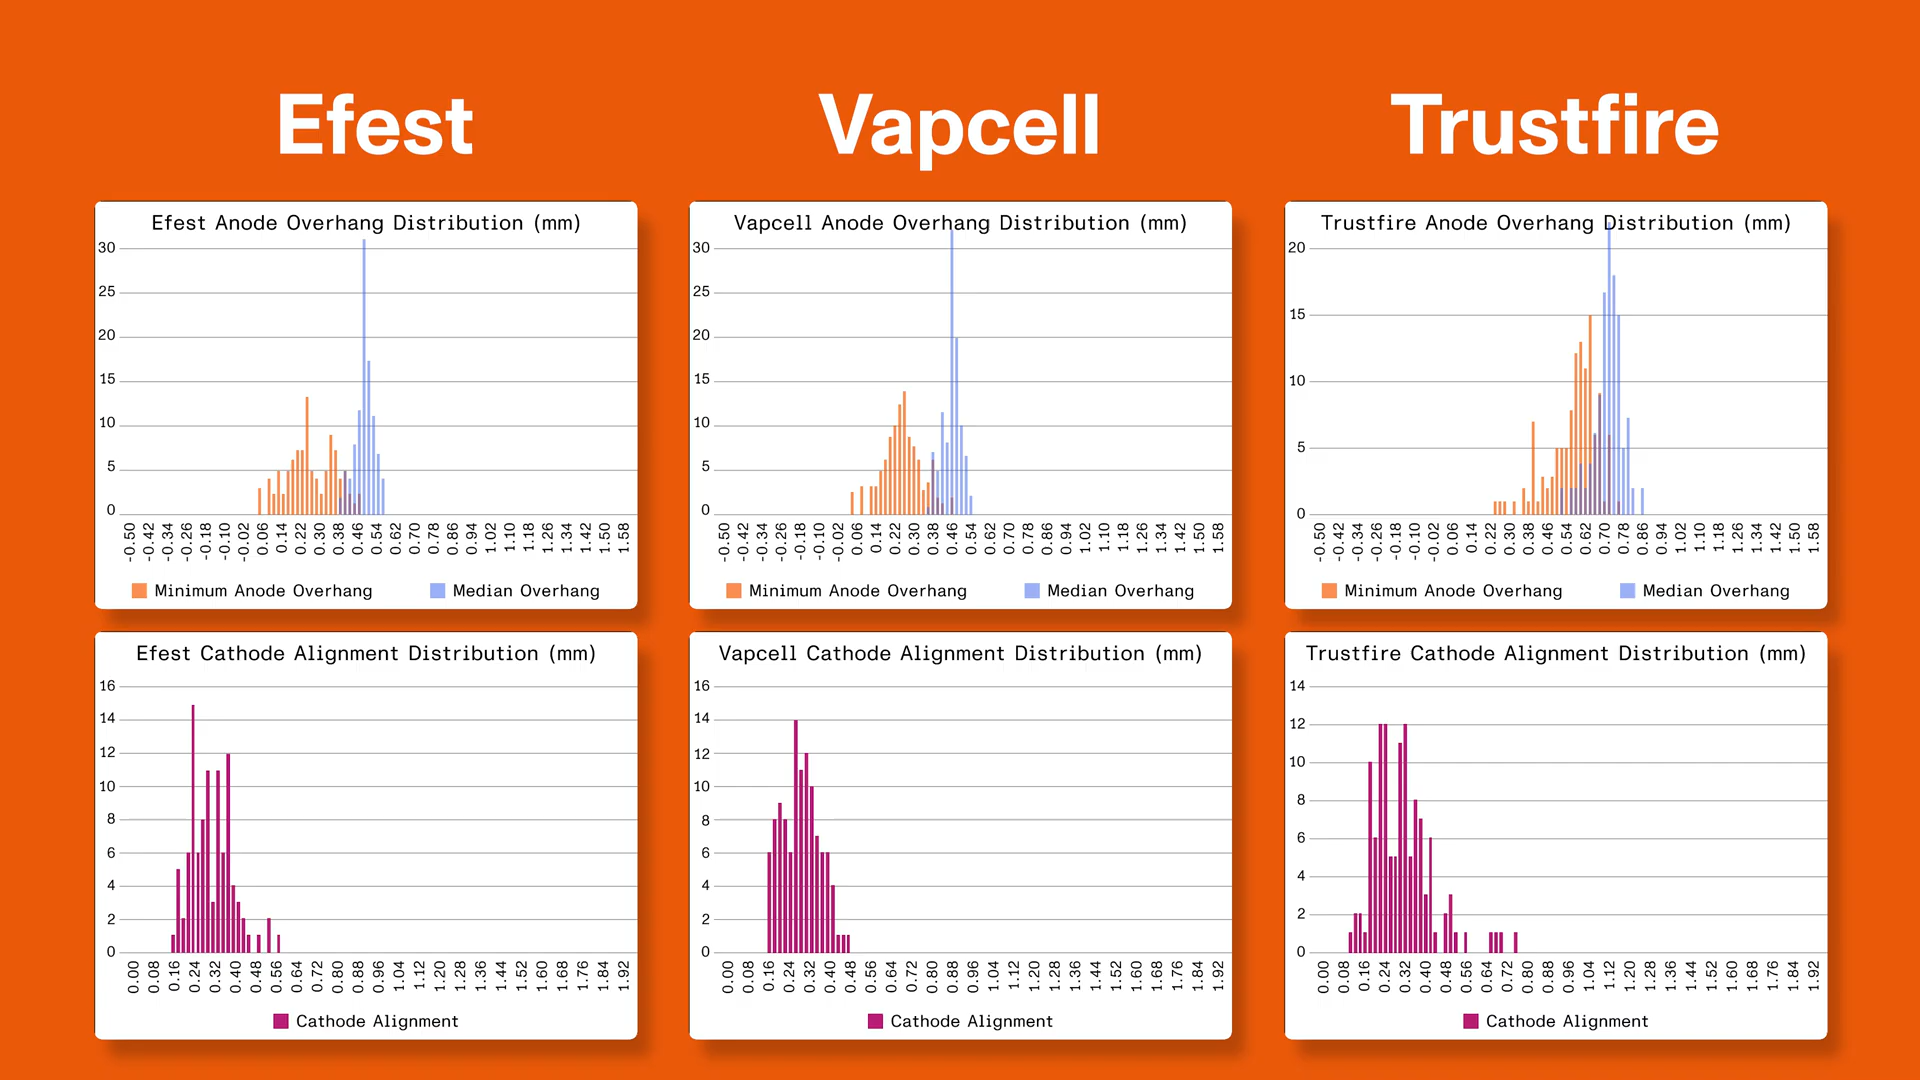 Efest
Vapcell
Trustfire
Efest Anode Overhang Distribution (mm)
30
25
20
15
10
5
0
-0.50 -0.42 -0.34 -0.26 -0.18 -0.10 -0.02 0.06 0.14 0.22 0.30 0.38 0.46 0.54 0.62 0.70 0.78 0.86 0.94 1.02 1.10 1.18 1.26 1.34 1.42 1.50 1.58
Minimum Anode Overhang Median Overhang
Vapcell Anode Overhang Distribution (mm)
30
25
20
15
10
5
0
-0.50 -0.42 -0.34 -0.26 -0.18 -0.10 -0.02 0.06 0.14 0.22 0.30 0.38 0.46 0.54 0.62 0.70 0.78 0.86 0.94 1.02 1.10 1.18 1.26 1.34 1.42 1.50 1.58
Minimum Anode Overhang Median Overhang
Trustfire Anode Overhang Distribution (mm)
20
15
10
5
0
-0.50 -0.42 -0.34 -0.26 -0.18 -0.10 -0.02 0.06 0.14 0.22 0.30 0.38 0.46 0.54 0.62 0.70 0.78 0.86 0.94 1.02 1.10 1.18 1.26 1.34 1.42 1.50 1.58
Minimum Anode Overhang Median Overhang
Efest Cathode Alignment Distribution (mm)
16
14
12
10
8
6
4
2
0
0.00 0.08 0.16 0.24 0.32 0.40 0.48 0.56 0.64 0.72 0.80 0.88 0.96 1.04 1.12 1.20 1.28 1.36 1.44 1.52 1.60 1.68 1.76 1.84 1.92
Cathode Alignment
Vapcell Cathode Alignment Distribution (mm)
16
14
12
10
8
6
4
2
0
0.00 0.08 0.16 0.24 0.32 0.40 0.48 0.56 0.64 0.72 0.80 0.88 0.96 1.04 1.12 1.20 1.28 1.36 1.44 1.52 1.60 1.68 1.76 1.84 1.92
Cathode Alignment
Trustfire Cathode Alignment Distribution (mm)
14
12
10
8
6
4
2
0
0.00 0.08 0.16 0.24 0.32 0.40 0.48 0.56 0.64 0.72 0.80 0.88 0.96 1.04 1.12 1.20 1.28 1.36 1.44 1.52 1.60 1.68 1.76 1.84 1.92
Cathode Alignment